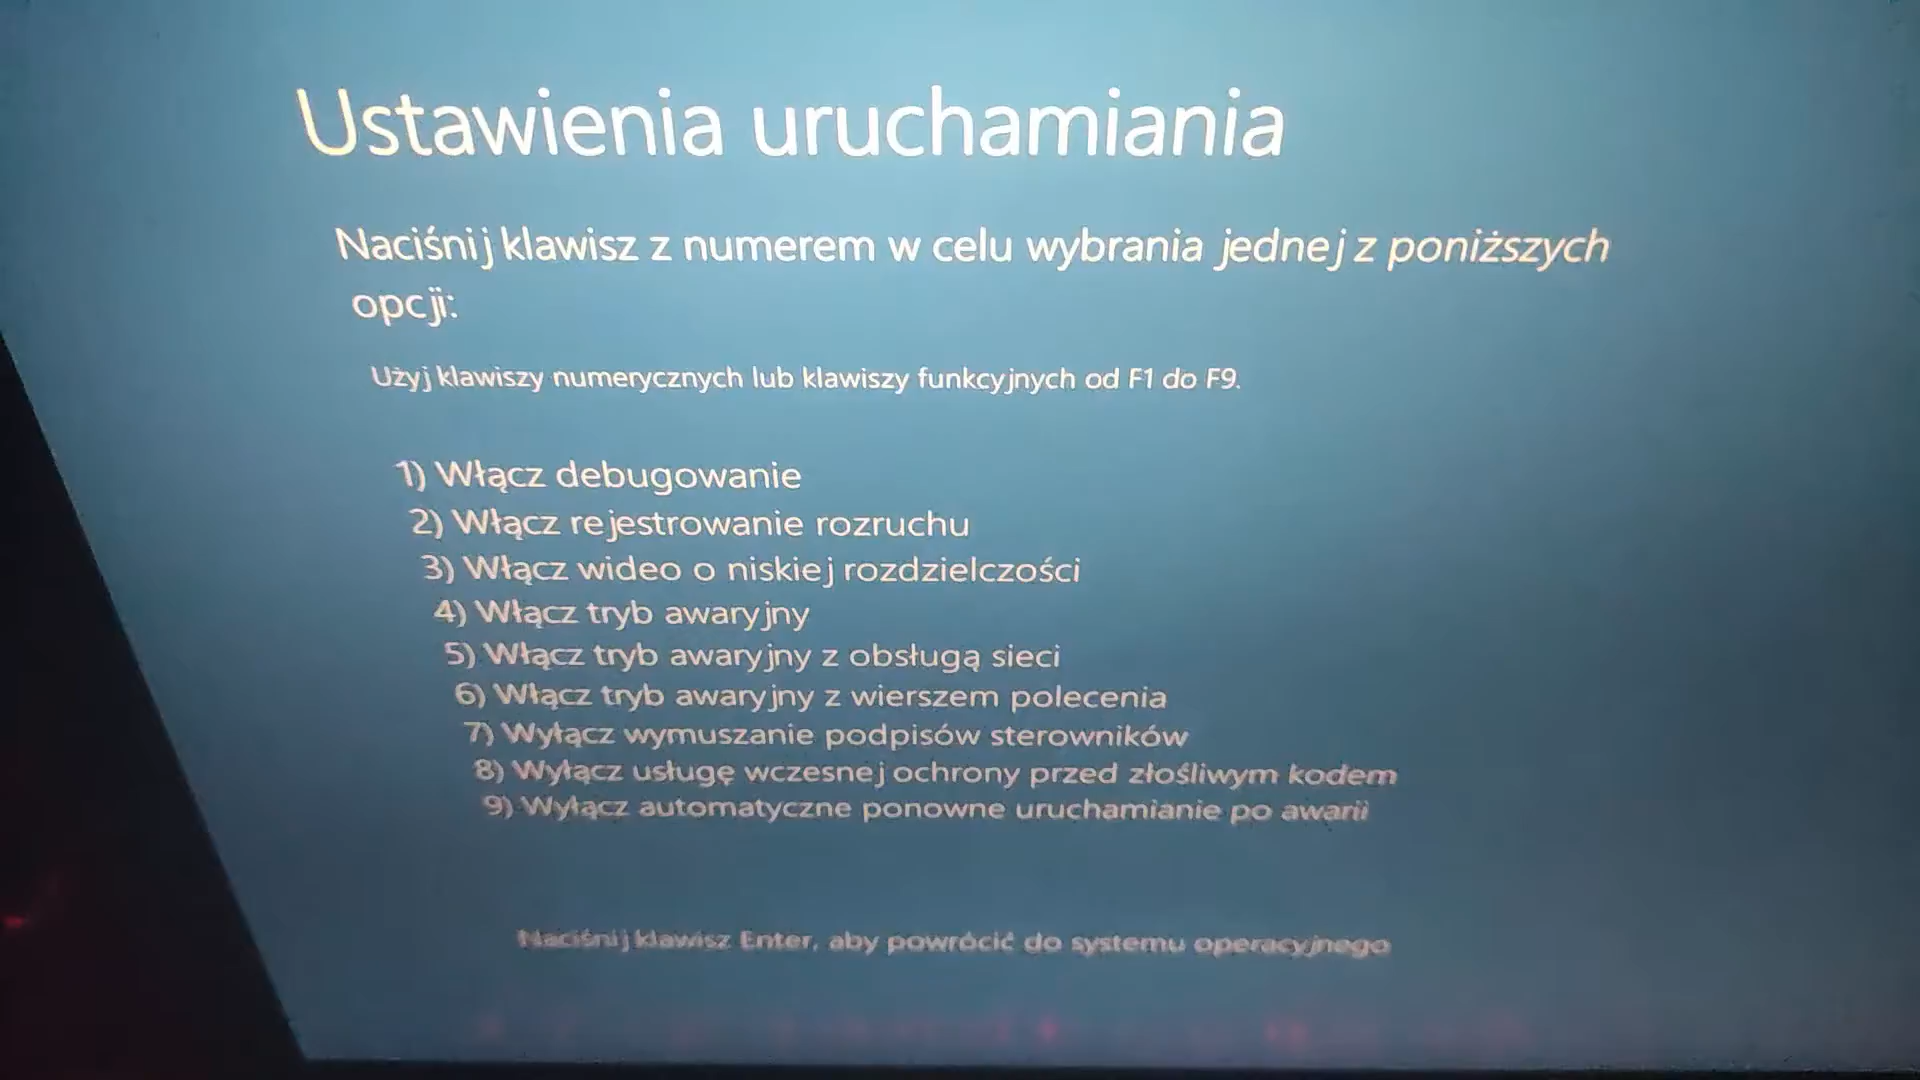 Ustawienia uruchamiania
Naciśnij klawisz z numerem w celu wybrania jednej z poniższych
opcji:
Użyj klawiszy numerycznych lub klawiszy funkcyjnych od F1 do F9.
1) Włącz debugowanie
2) Włącz rejestrowanie rozruchu
3) Włącz wideo o niskiej rozdzielczości
4) Włącz tryb awaryjny
5) Włącz tryb awaryjny z obsługą sieci
6) Włącz tryb awaryjny z wierszem polecenia
7) Wyłącz wymuszanie podpisów sterowników
8) Wyłącz usługę wczesnej ochrony przed złośliwym kodem
9) Wyłącz automatyczne ponowne uruchamianie po awarii
Naciśnij klawisz Enter, aby powrócić do systemu operacyjnego